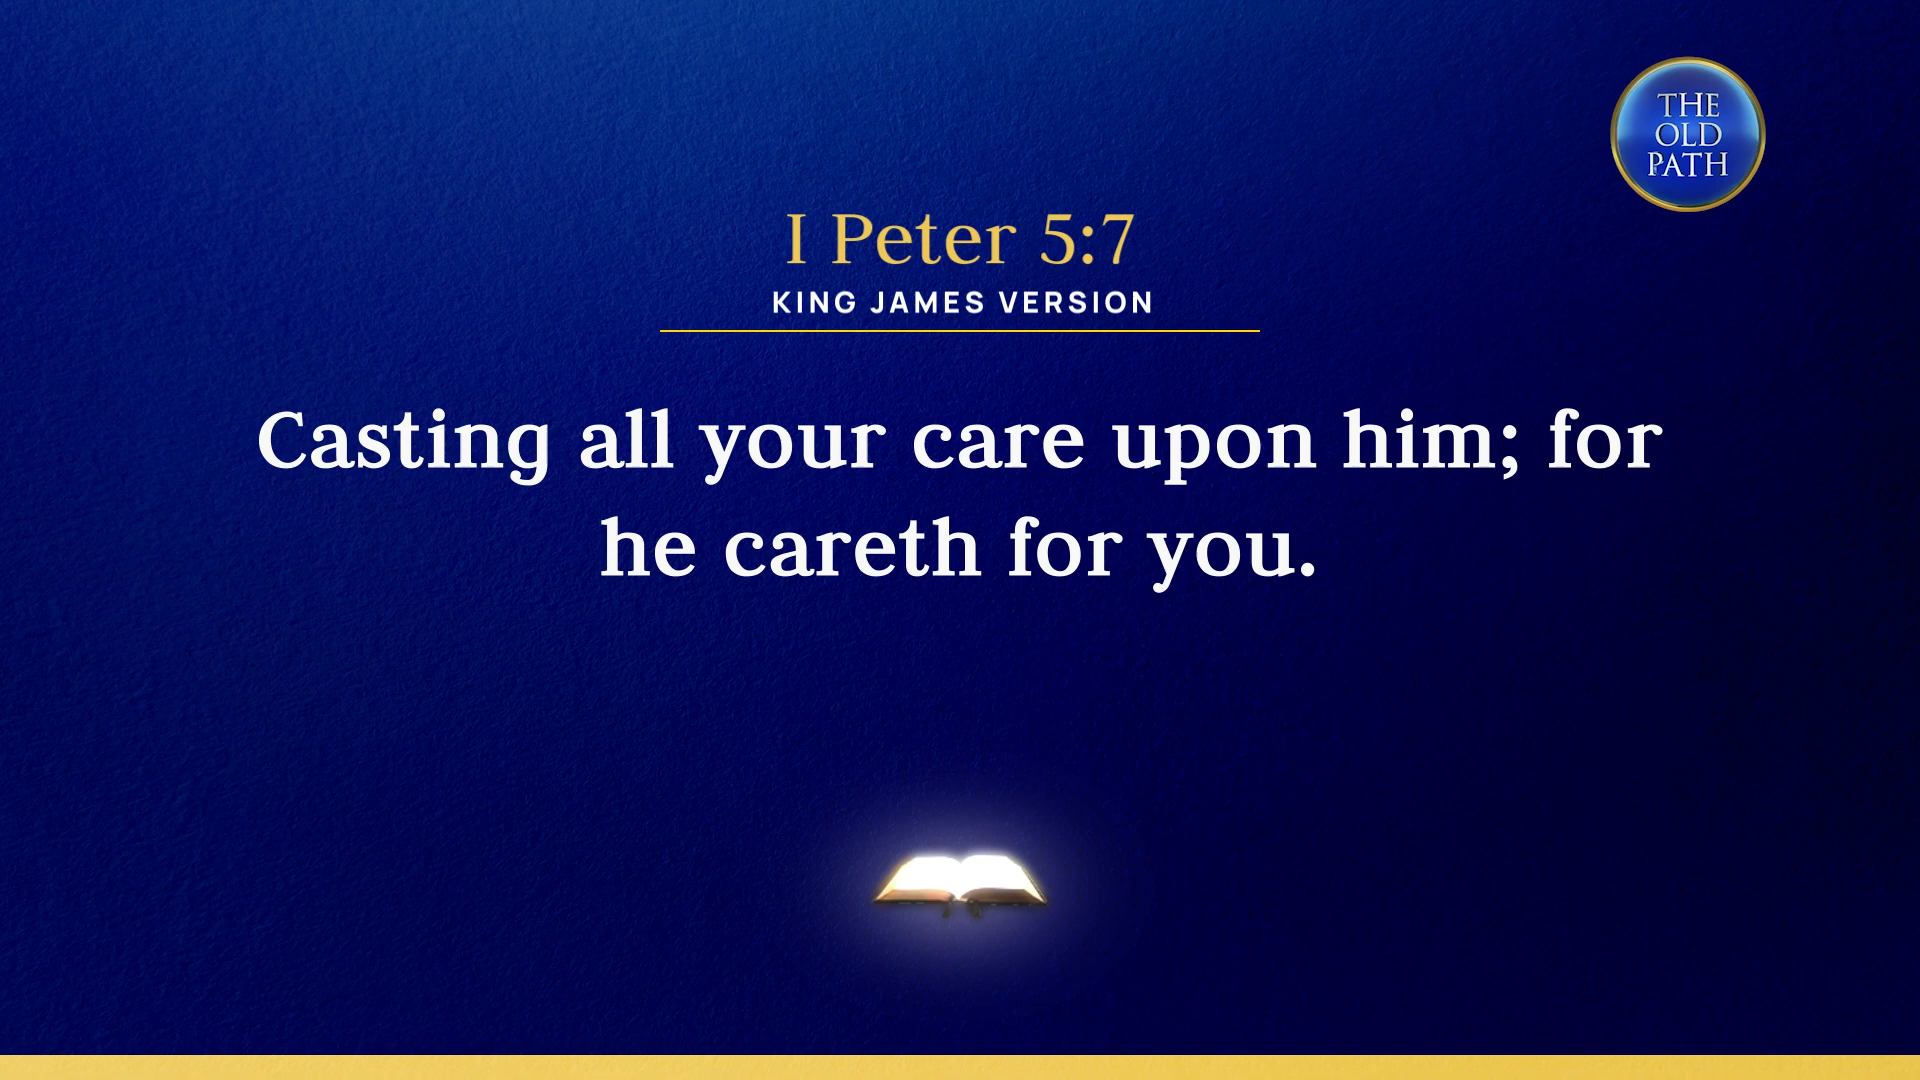 THE
OLD
PATH
I Peter 5:7
KING JAMES VERSION
Casting all your care upon him; for
he careth for you.